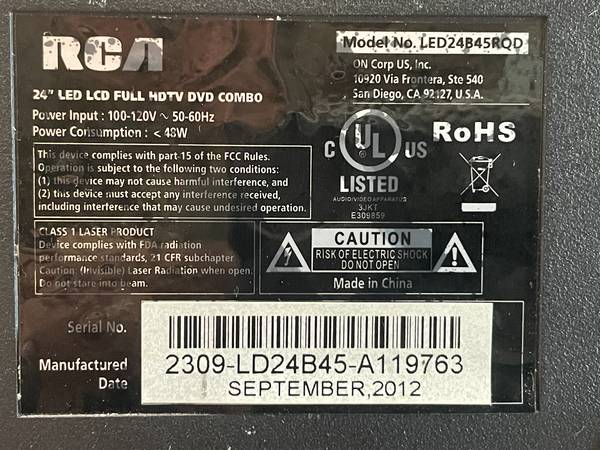 RCA
Model No. LED24B45RQD
ON Corp US, Inc.
10920 Via Frontera, Ste 540
San Diego, CA 92127, U.S.A.
24" LED LCD FULL HDTV DVD COMBO
Power Input : 100-120V ~ 50-60Hz
Power Consumption : < 48W
This device complies with part 15 of the FCC Rules.
Operation is subject to the following two conditions:
(1) this device may not cause harmful interference, and
(2) this device must accept any interference received,
including interference that may cause undesired operation.
C UL US
LISTED
AUDIO/VIDEO APPARATUS
3JKT
E309859
RoHS
CLASS 1 LASER PRODUCT
Device complies with FDA radiation
performance standards, 21 CFR subchapter
Caution: (Invisible) Laser Radiation when open.
Do not stare into beam.
CAUTION
RISK OF ELECTRIC SHOCK
DO NOT OPEN
Made in China
Serial No.
2309-LD24B45-A119763
Manufactured
Date
SEPTEMBER,2012